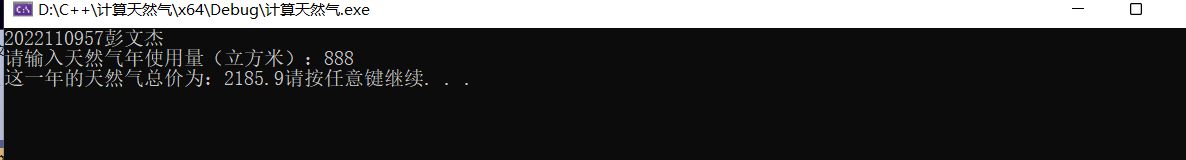 D:\C++\计算天然气\x64\Debug\计算天然气.exe
2022110957彭文杰
请输入天然气年使用量（立方米）：888
这一年的天然气总价为：2185.9请按任意键继续. . .